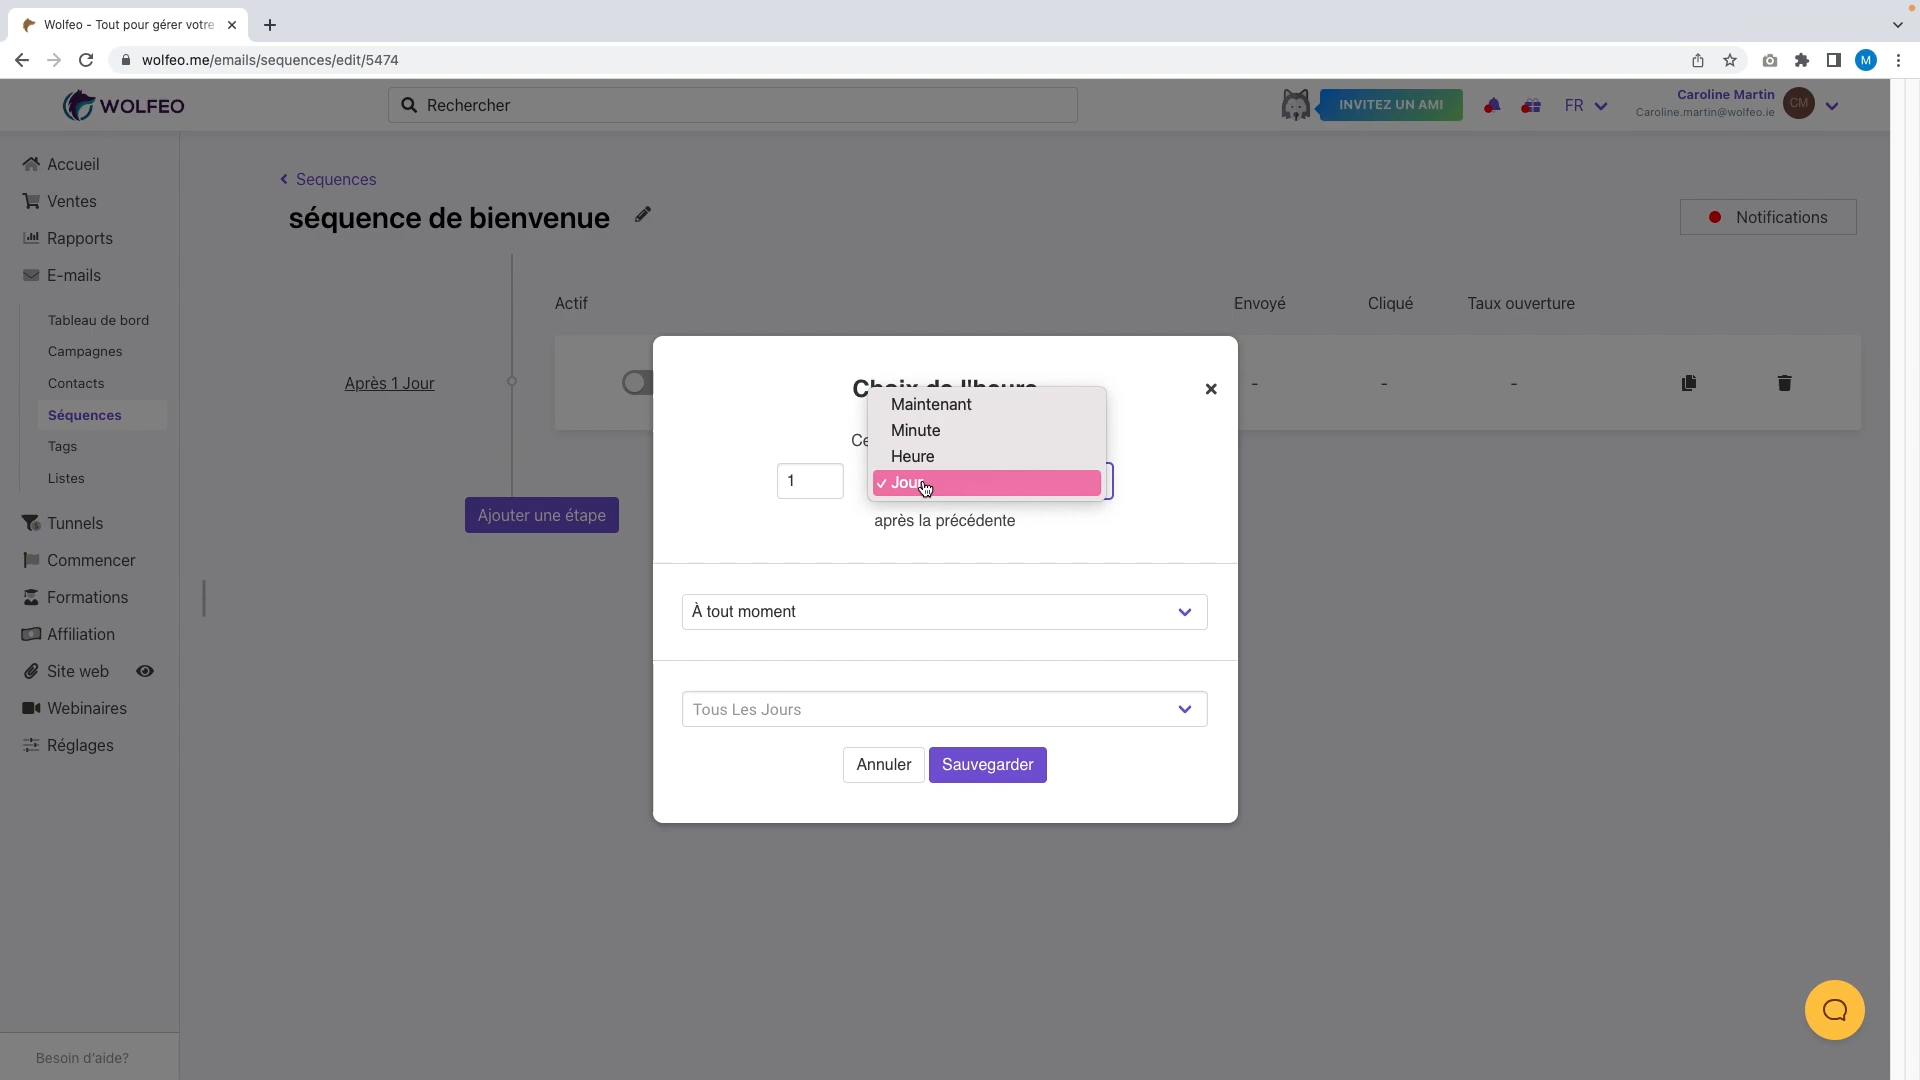 Wolfeo - Tout pour gérer votre
wolfeo.me/emails/sequences/edit/5474
M
WOLFEO
Rechercher
INVITEZ UN AMI
FR
Caroline Martin
Caroline.martin@wolfeo.ie
CM
Accueil
Ventes
Rapports
E-mails
Tableau de bord
Campagnes
Contacts
Séquences
Tags
Listes
Tunnels
Commencer
Formations
Affiliation
Site web
Webinaires
Réglages
Besoin d'aide?
Sequences
séquence de bienvenue
Notifications
Actif
Envoyé
Cliqué
Taux ouverture
Après 1 Jour
-
-
-
Ajouter une étape
Choix de l'heure
Maintenant
Minute
Heure
Jour
1
après la précédente
À tout moment
Tous Les Jours
Annuler
Sauvegarder